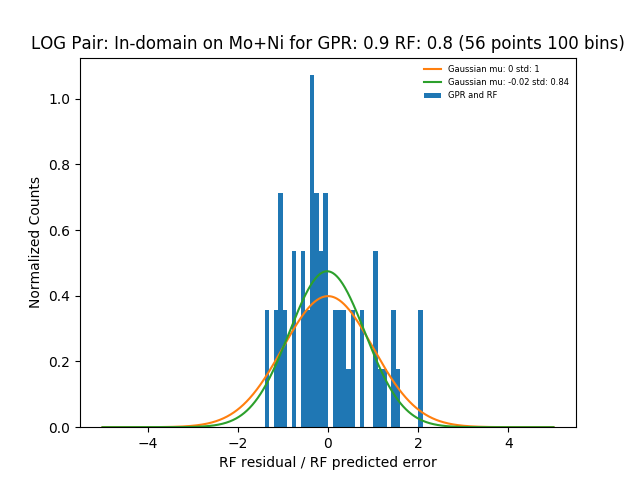 LOG Pair: In-domain on Mo+Ni for GPR: 0.9 RF: 0.8 (56 points 100 bins)
Gaussian mu: 0 std: 1
Gaussian mu: -0.02 std: 0.84
GPR and RF
Normalized Counts
1.0
0.8
0.6
0.4
0.2
0.0
−4 −2 0 2 4
RF residual / RF predicted error